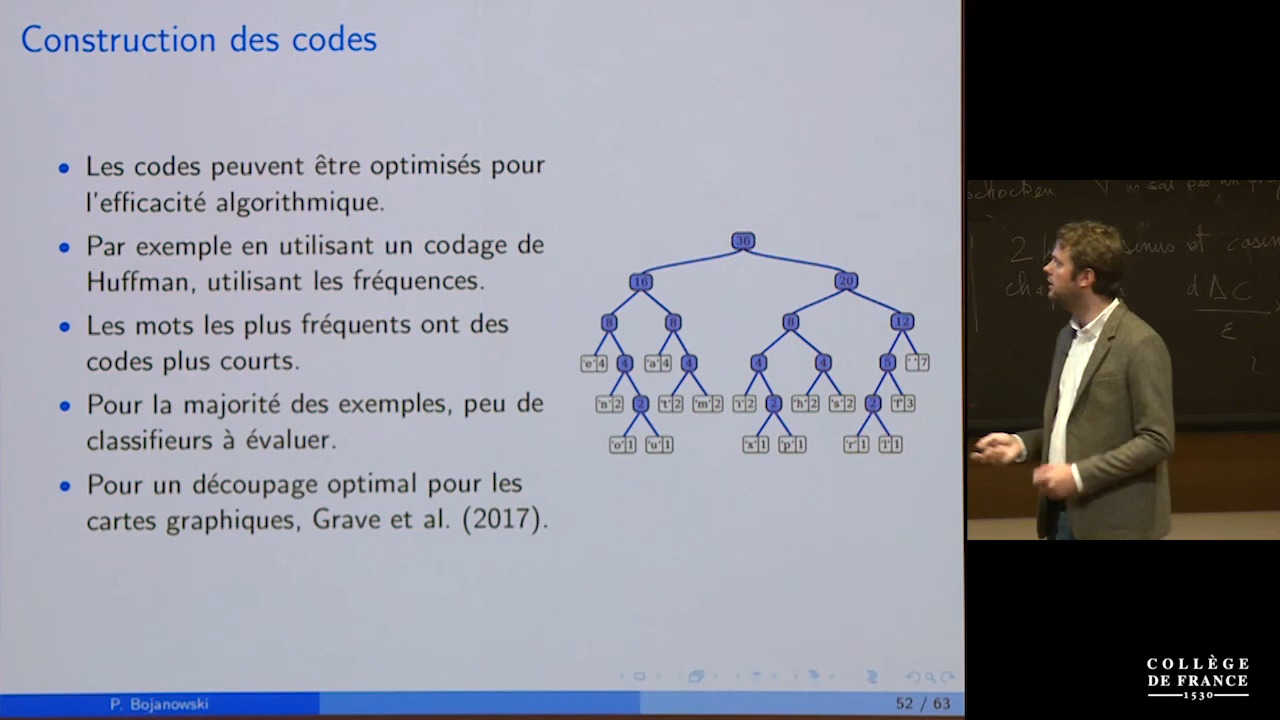 Construction des codes
• Les codes peuvent être optimisés pour
l'efficacité algorithmique.
• Par exemple en utilisant un codage de
Huffman, utilisant les fréquences.
• Les mots les plus fréquents ont des
codes plus courts.
• Pour la majorité des exemples, peu de
classifieurs à évaluer.
• Pour un découpage optimal pour les
cartes graphiques, Grave et al. (2017).
36
16 20
8 8 8 12
'e' 4 4 'a' 4 4 4 4 5 ' ' 7
'n' 2 2 't' 2 'm' 2 'i' 2 2 'h' 2 's' 2 2 'f' 3
'o' 1 'u' 1 'x' 1 'p' 1 'r' 1 'l' 1
P. Bojanowski
52 / 63
2
dΔC
ε
COLLÈGE
DE FRANCE
1530